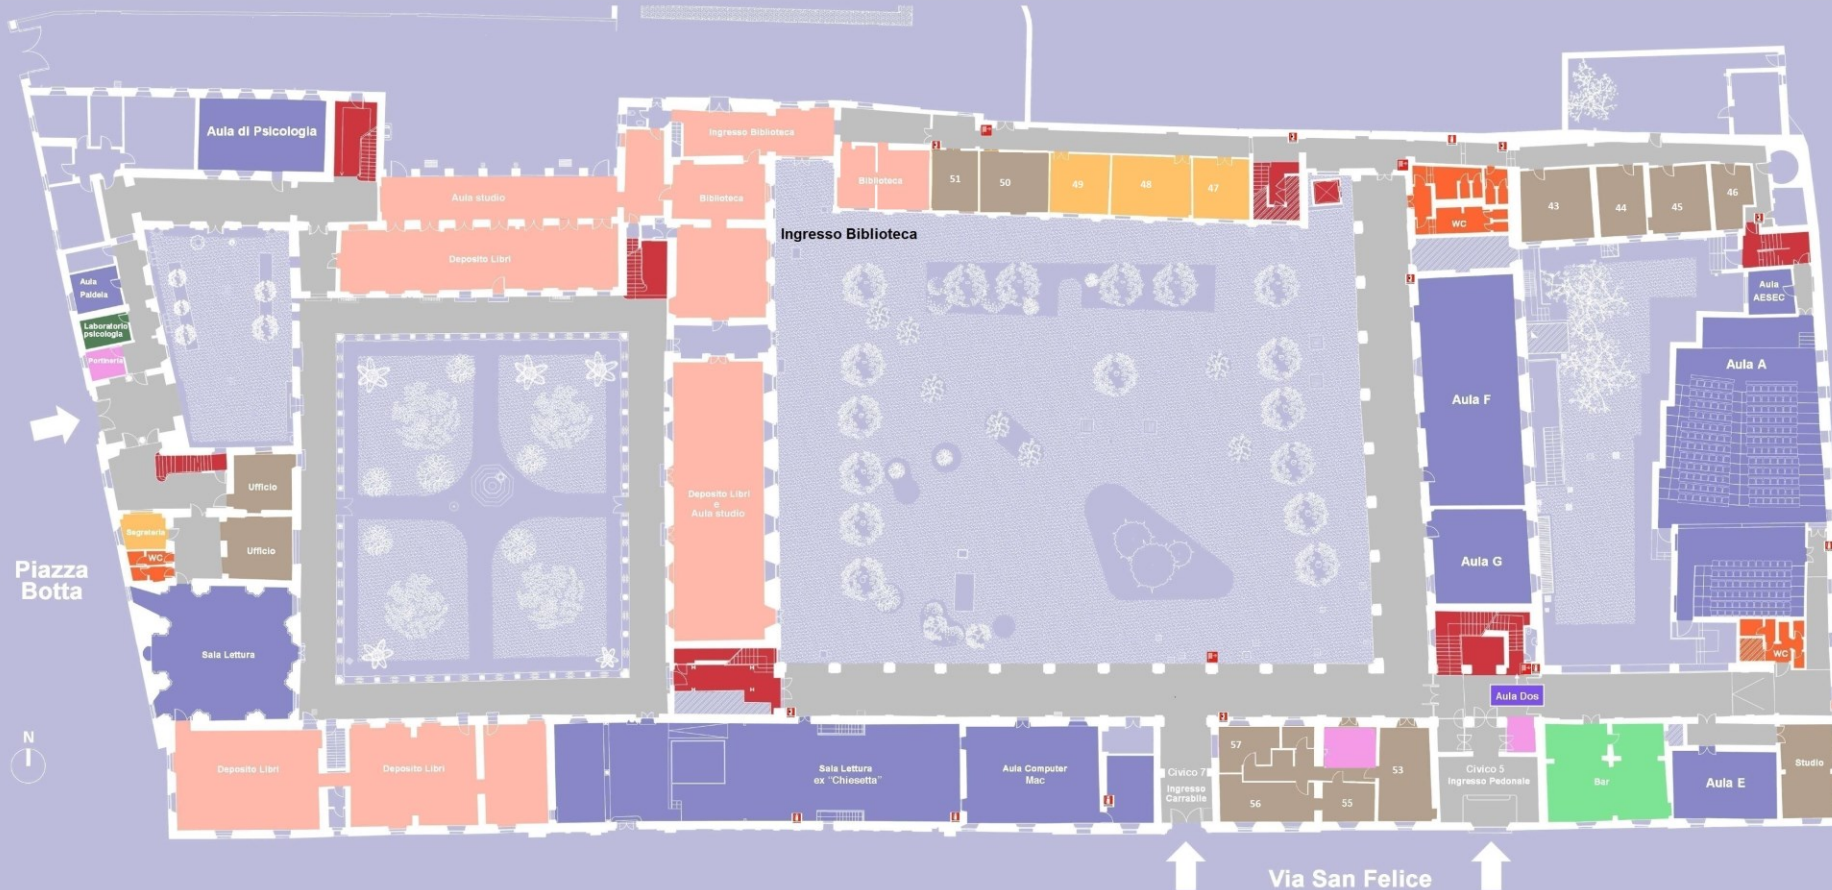 Aula di Psicologia
Ingresso Biblioteca
Aula studio
Biblioteca
Biblioteca
51
50
49
48
47
WC
43
44
45
46
Ingresso Biblioteca
Deposito Libri
Aula
Paldela
Laboratorio
psicologia
Portineria
Aula
AESEC
Aula A
Aula F
Ufficio
Deposito Libri
e
Aula studio
Segreteria
WC
Ufficio
Piazza
Botta
Aula G
Sala Lettura
WC
Aula Dos
N
Deposito Libri
Deposito Libri
Sala Lettura
ex "Chiesetta"
Aula Computer
Mac
Civico 7
Ingresso
Carrabile
57
56
55
53
Civico 5
Ingresso Pedonale
Bar
Aula E
Studio
Via San Felice